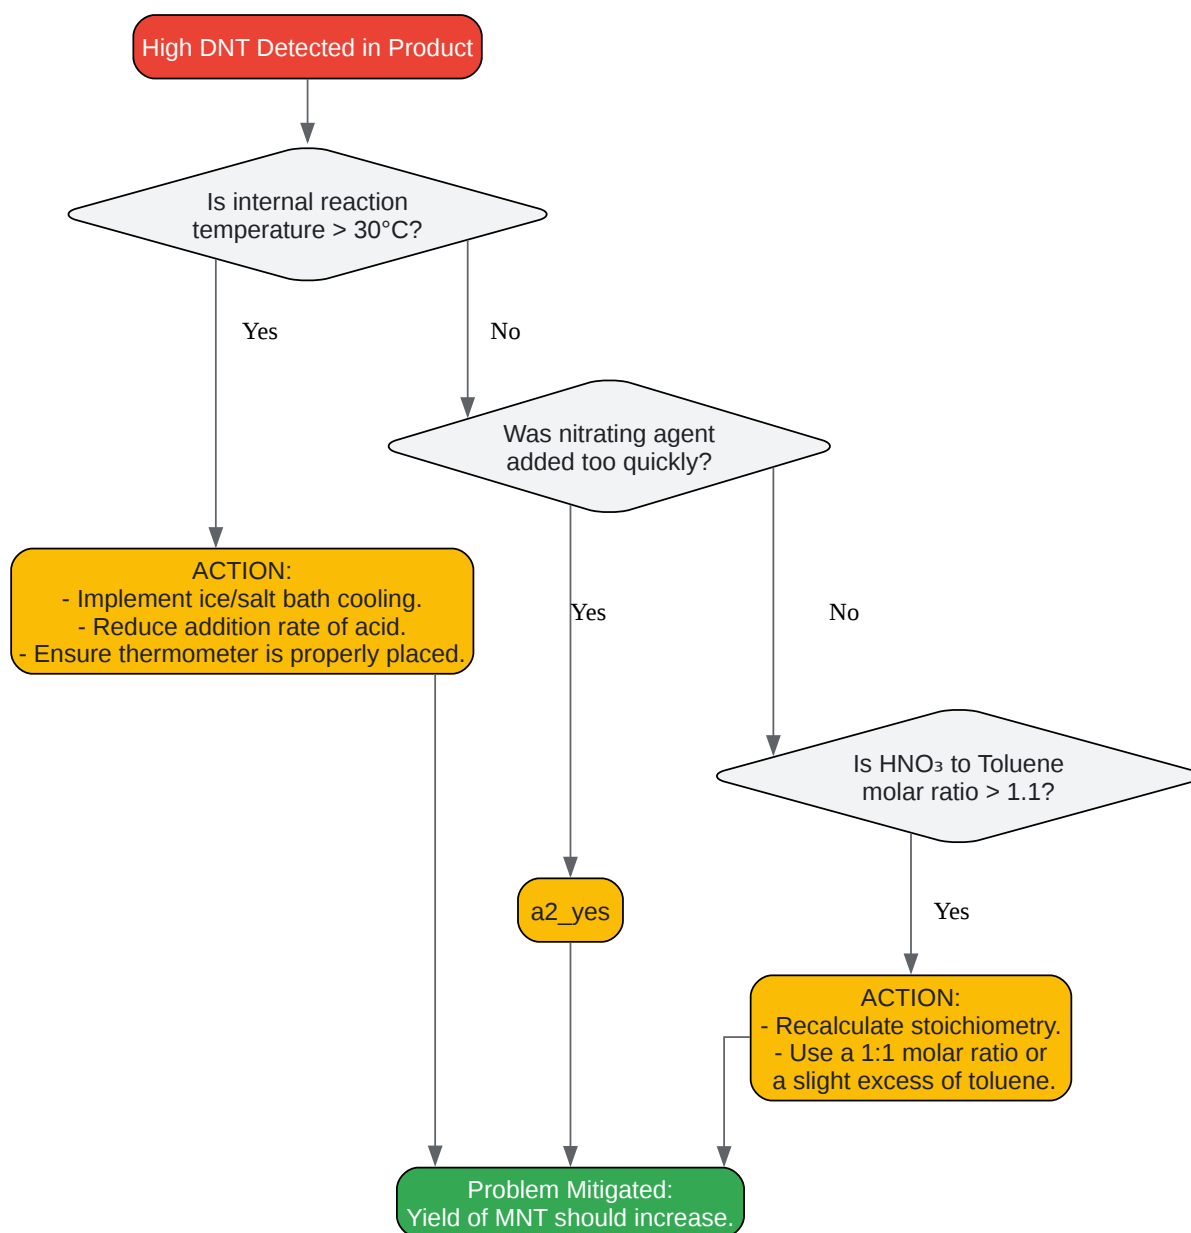 High DNT Detected in Product
Is internal reaction
temperature > 30°C?
Yes
No
Was nitrating agent
added too quickly?
ACTION:
- Implement ice/salt bath cooling.
- Reduce addition rate of acid.
- Ensure thermometer is properly placed.
Yes
No
Is HNO₃ to Toluene
molar ratio > 1.1?
a2_yes
Yes
ACTION:
- Recalculate stoichiometry.
- Use a 1:1 molar ratio or
a slight excess of toluene.
Problem Mitigated:
Yield of MNT should increase.